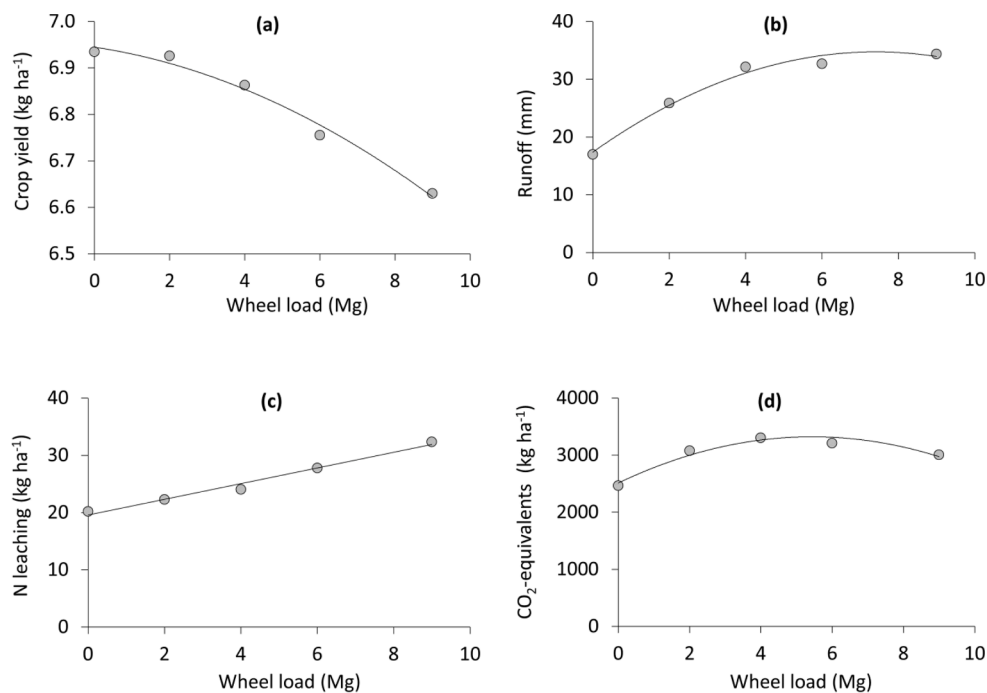 (a)
Crop yield (kg ha⁻¹)
7.0
6.9
6.8
6.7
6.6
6.5
0 2 4 6 8 10
Wheel load (Mg)
(b)
Runoff (mm)
40
30
20
10
0
0 2 4 6 8 10
Wheel load (Mg)
(c)
N leaching (kg ha⁻¹)
40
30
20
10
0
0 2 4 6 8 10
Wheel load (Mg)
(d)
CO₂-equivalents (kg ha⁻¹)
4000
3000
2000
1000
0
0 2 4 6 8 10
Wheel load (Mg)